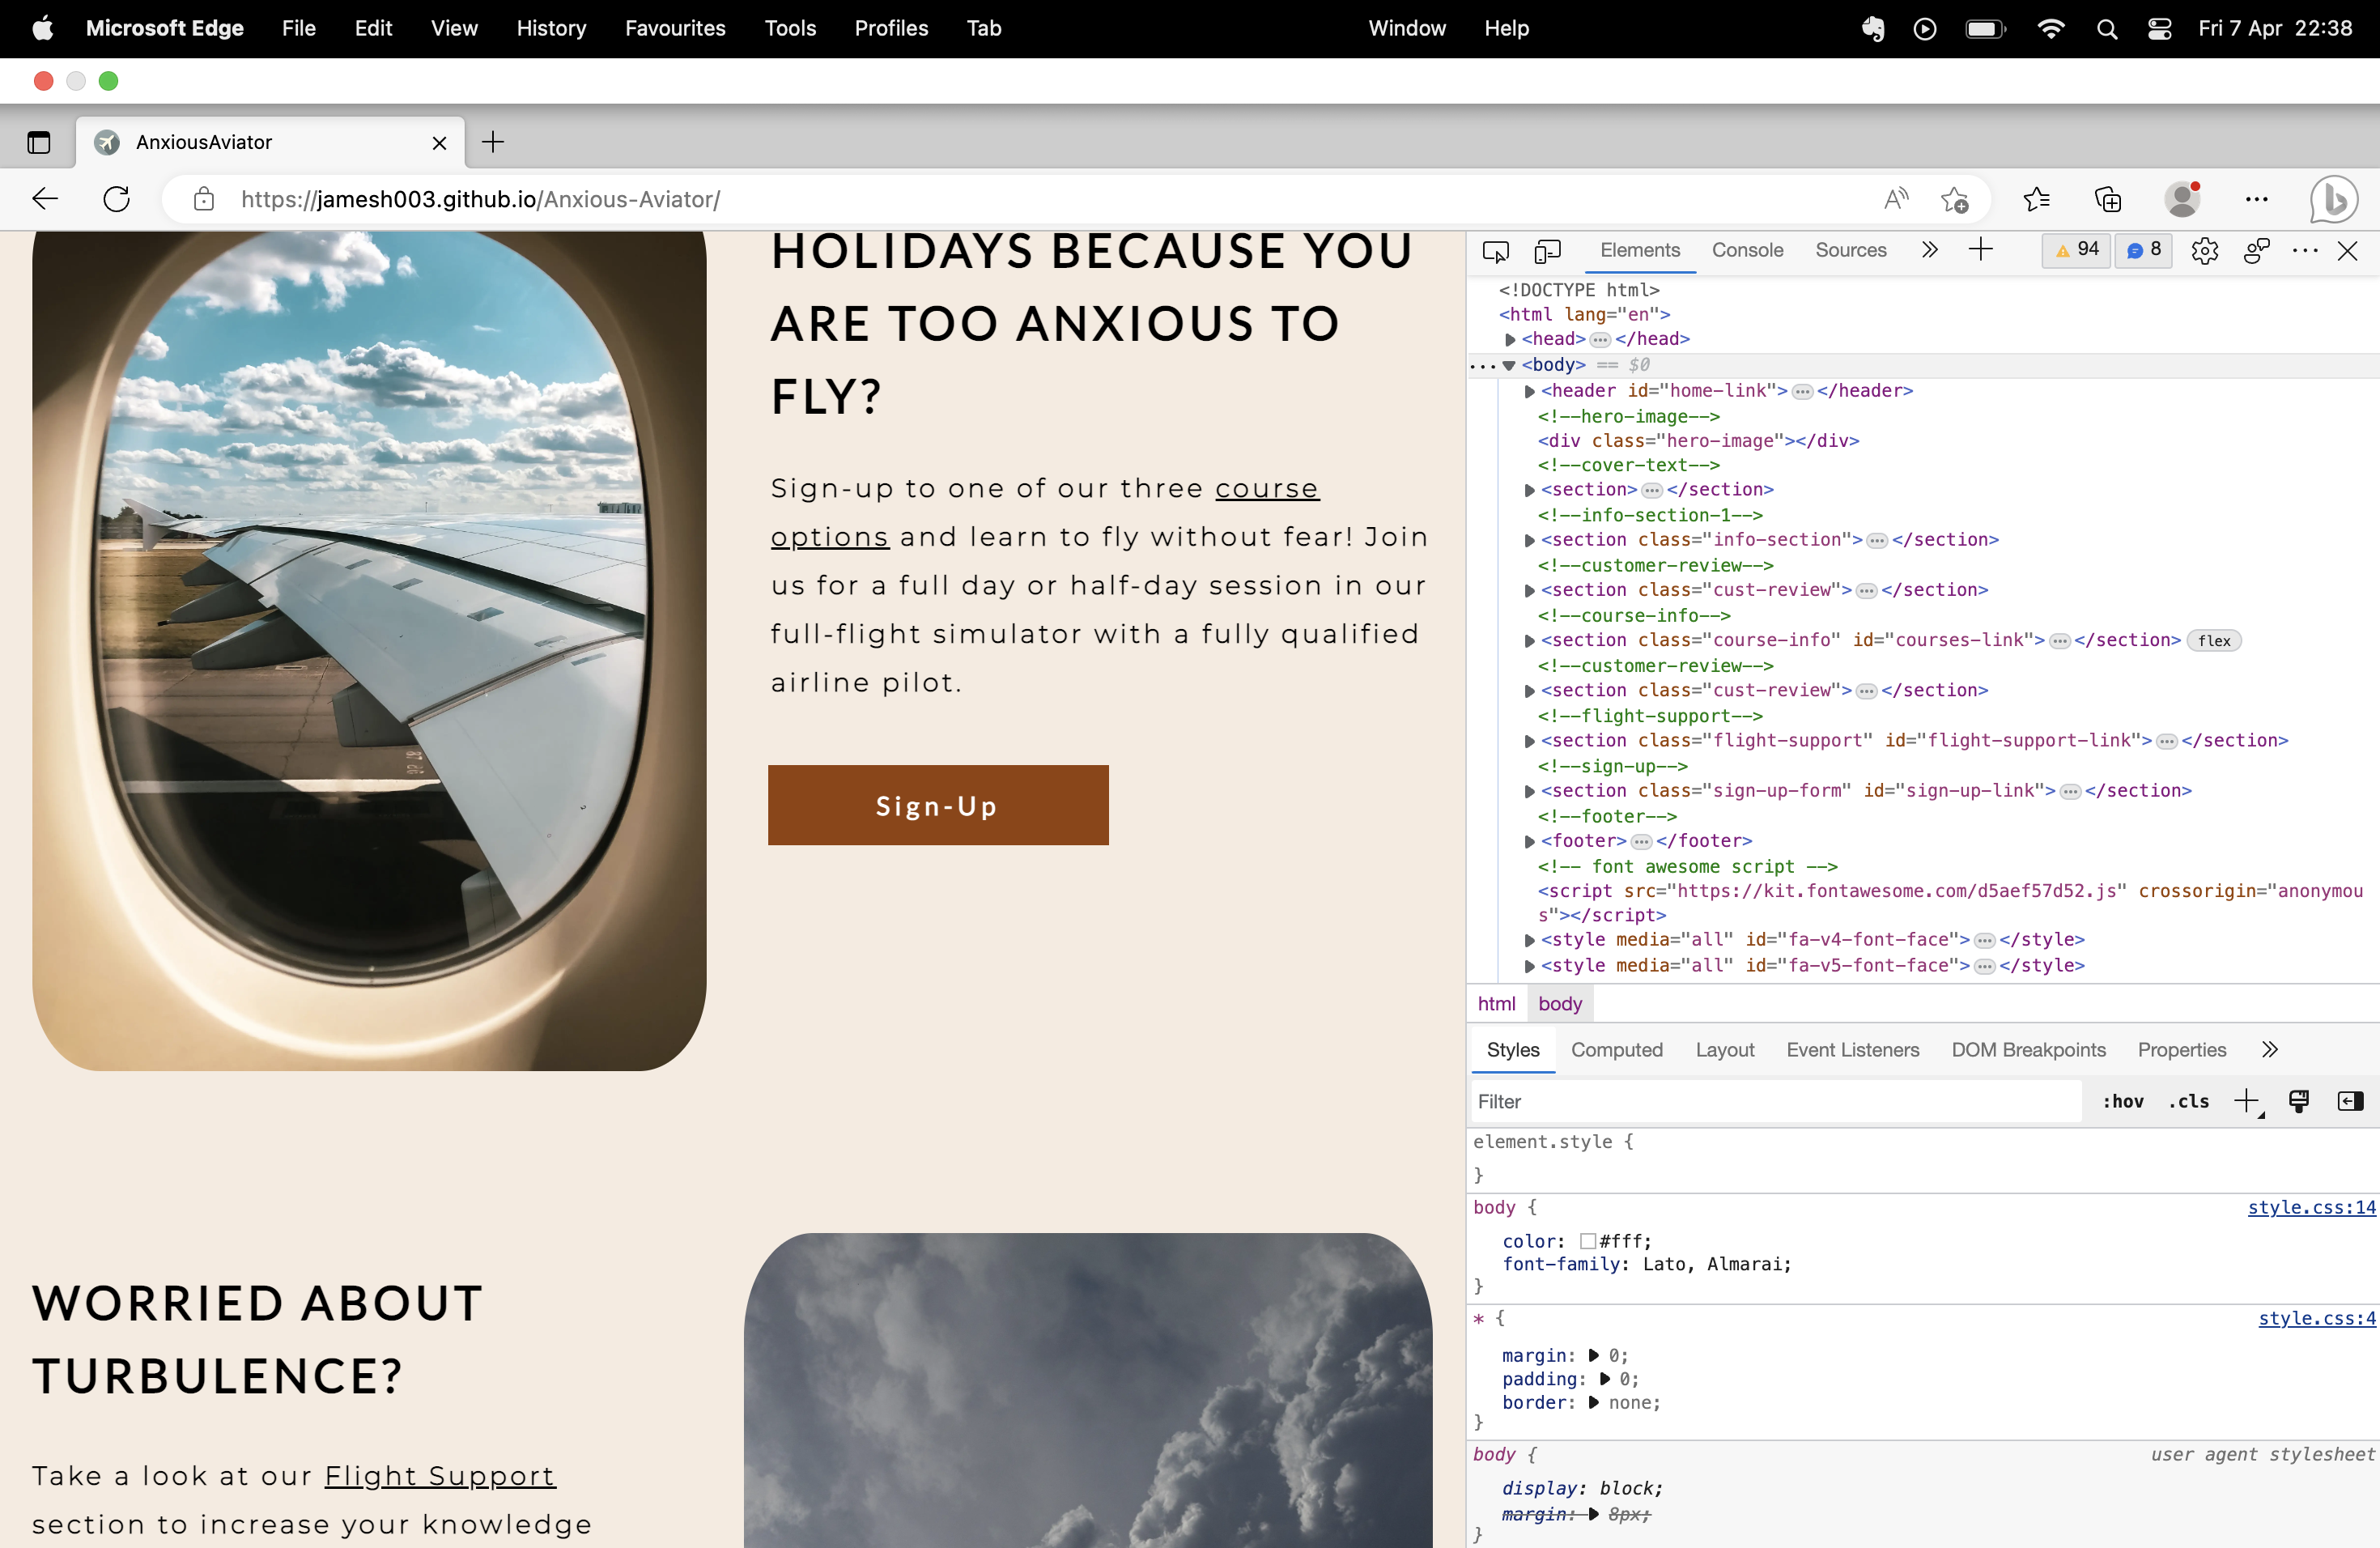 Microsoft Edge File Edit View History Favourites Tools Profiles Tab Window Help Fri 7 Apr 22:38
AnxiousAviator
https://jamesh003.github.io/Anxious-Aviator/
HOLIDAYS BECAUSE YOU
ARE TOO ANXIOUS TO
FLY?
Sign-up to one of our three course
options and learn to fly without fear! Join
us for a full day or half-day session in our
full-flight simulator with a fully qualified
airline pilot.
Sign-Up
WORRIED ABOUT
TURBULENCE?
Take a look at our Flight Support
section to increase your knowledge
Elements Console Sources 94 8
<!DOCTYPE html>
<html lang="en">
<head>…</head>
<body> == $0
<header id="home-link">…</header>
<!--hero-image-->
<div class="hero-image"></div>
<!--cover-text-->
<section>…</section>
<!--info-section-1-->
<section class="info-section">…</section>
<!--customer-review-->
<section class="cust-review">…</section>
<!--course-info-->
<section class="course-info" id="courses-link">…</section> flex
<!--customer-review-->
<section class="cust-review">…</section>
<!--flight-support-->
<section class="flight-support" id="flight-support-link">…</section>
<!--sign-up-->
<section class="sign-up-form" id="sign-up-link">…</section>
<!--footer-->
<footer>…</footer>
<!-- font awesome script -->
<script src="https://kit.fontawesome.com/d5aef57d52.js" crossorigin="anonymou
s"></script>
<style media="all" id="fa-v4-font-face">…</style>
<style media="all" id="fa-v5-font-face">…</style>
html body
Styles Computed Layout Event Listeners DOM Breakpoints Properties
Filter :hov .cls
element.style {
}
body { style.css:14
color: #fff;
font-family: Lato, Almarai;
}
* { style.css:4
margin: 0;
padding: 0;
border: none;
}
body { user agent stylesheet
display: block;
margin: 8px;
}